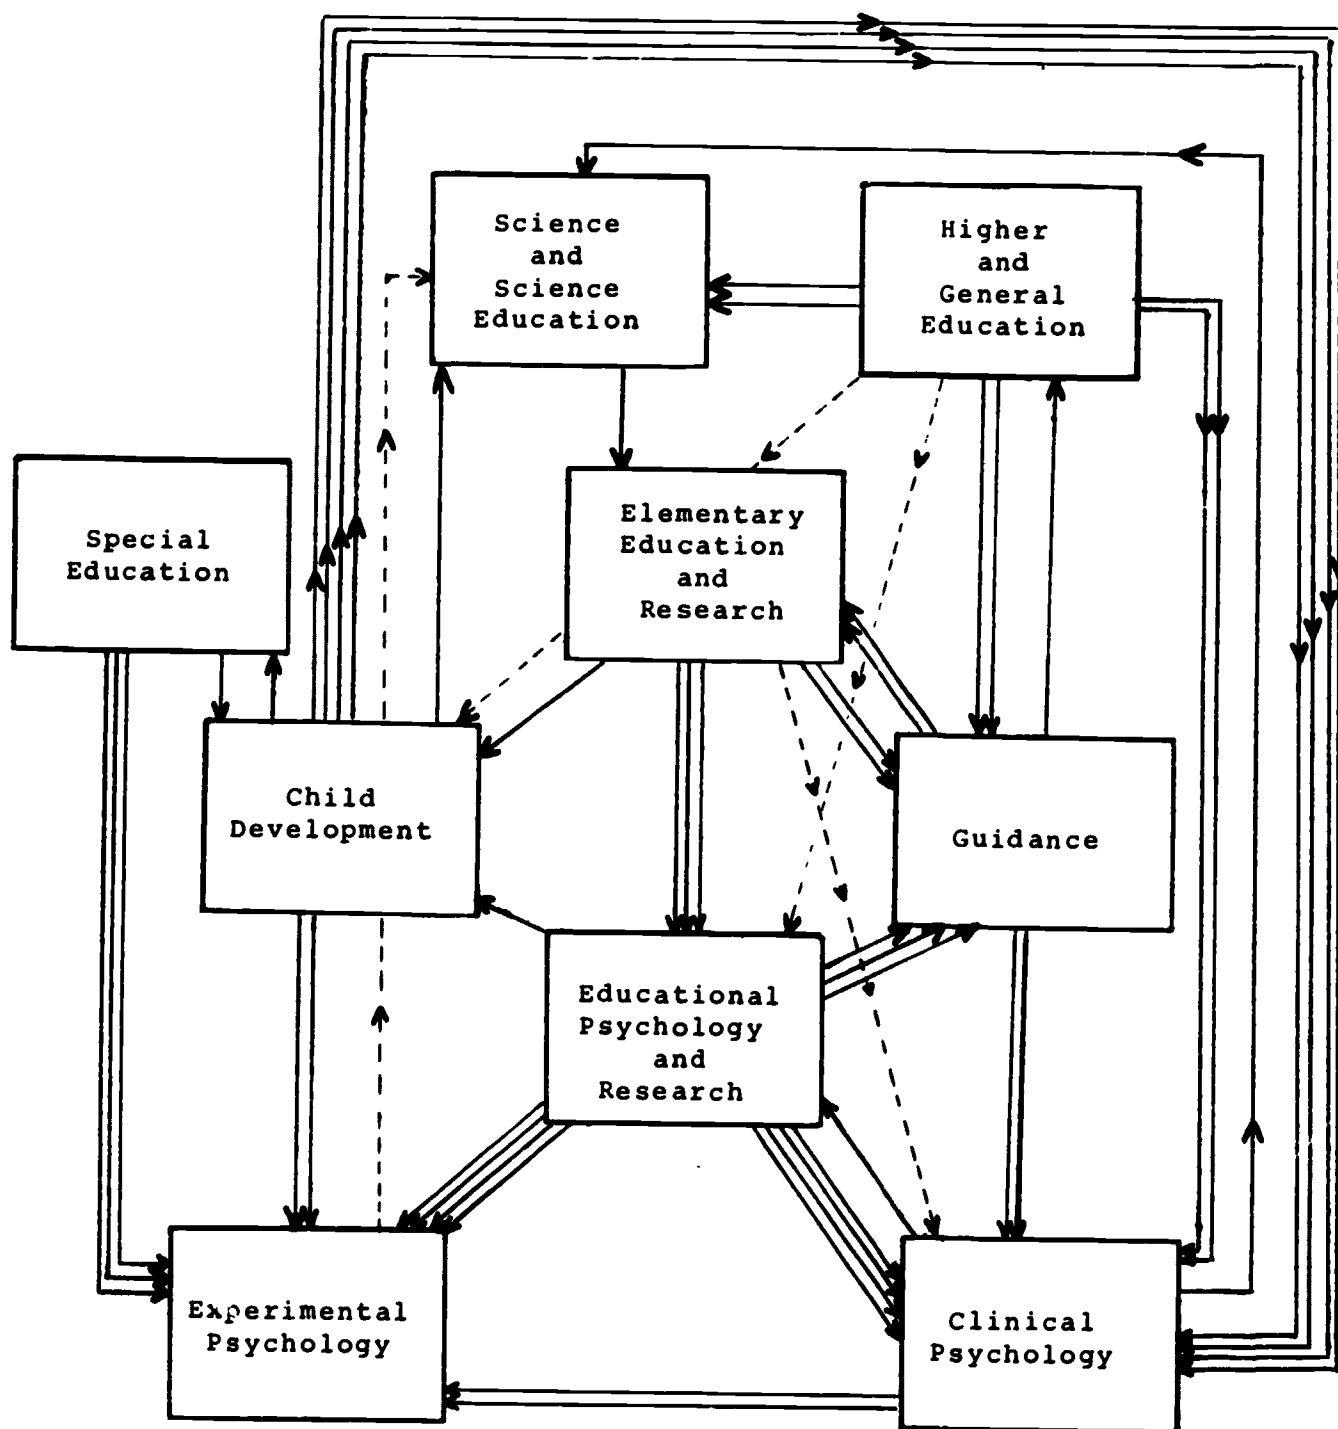 Science
and
Science
Education
Higher
and
General
Education
Special
Education
Elementary
Education
and
Research
Child
Development
Guidance
Educational
Psychology
and
Research
Experimental
Psychology
Clinical
Psychology